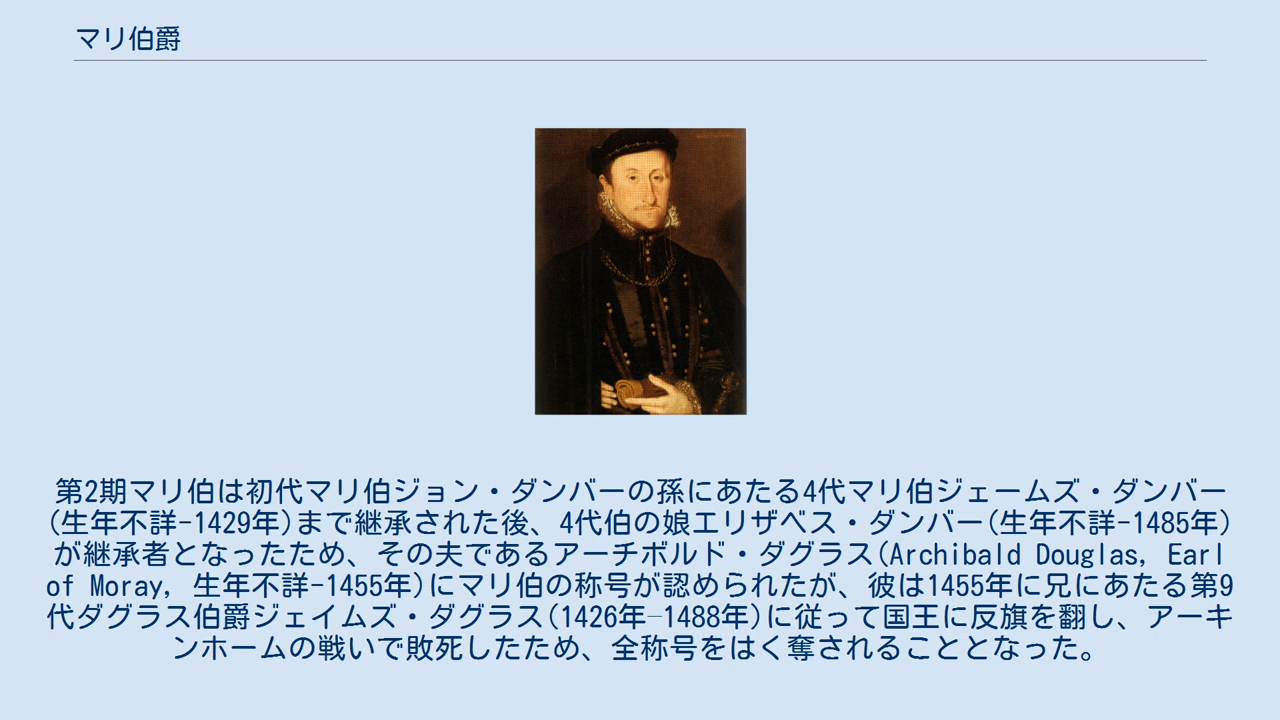 マリ伯爵
第2期マリ伯は初代マリ伯ジョン・ダンバーの孫にあたる4代マリ伯ジェームズ・ダンバー
(生年不詳-1429年)まで継承された後、4代伯の娘エリザベス・ダンバー(生年不詳-1485年)
が継承者となったため、その夫であるアーチボルド・ダグラス(Archibald Douglas, Earl
of Moray, 生年不詳-1455年)にマリ伯の称号が認められたが、彼は1455年に兄にあたる第9
代ダグラス伯爵ジェイムズ・ダグラス(1426年–1488年)に従って国王に反旗を翻し、アーキ
ンホームの戦いで敗死したため、全称号をはく奪されることとなった。